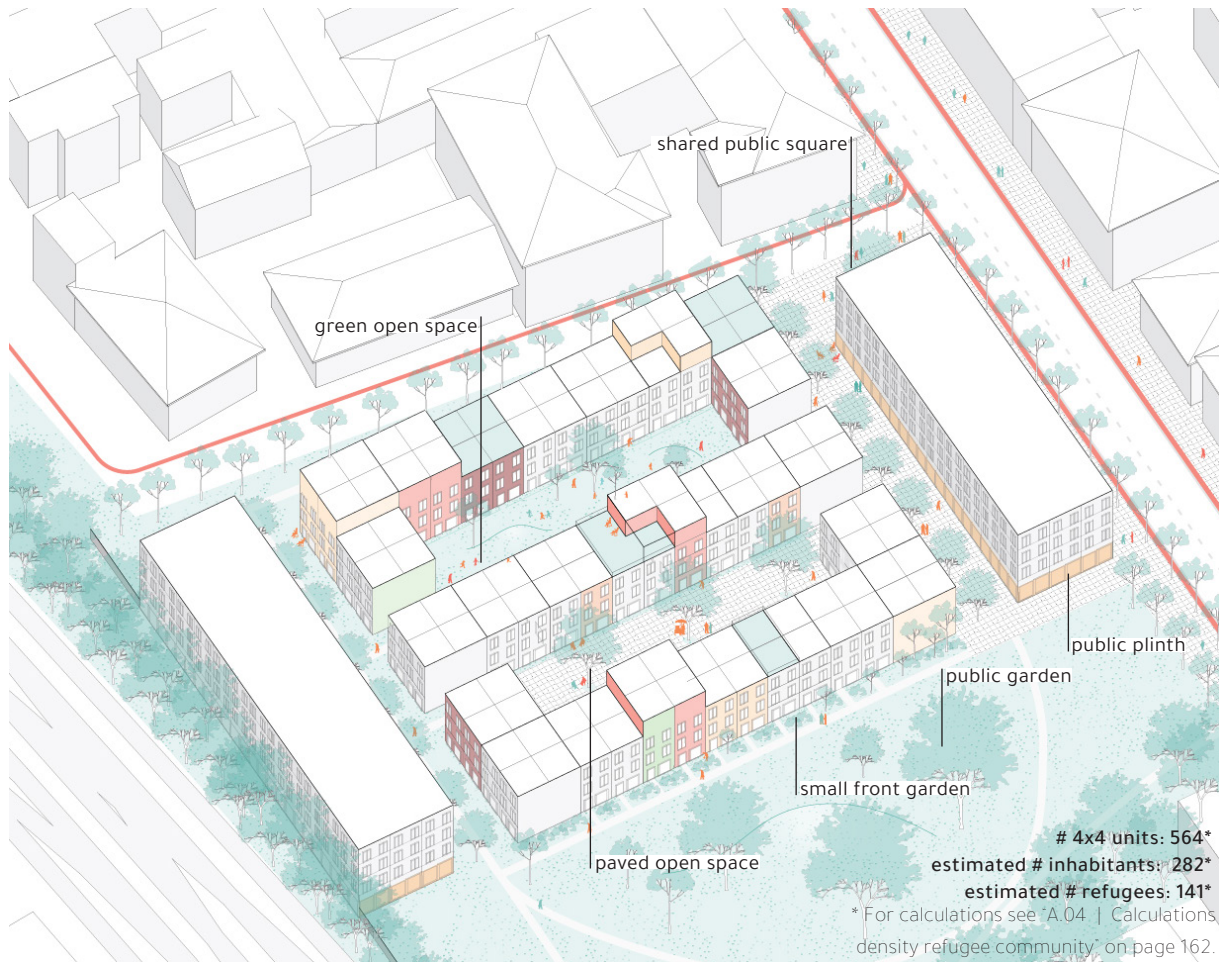 shared public square
green open space
public plinth
public garden
small front garden
paved open space
# 4x4 units: 564*
estimated # inhabitants: 282*
estimated # refugees: 141*
* For calculations see ‘A.04 | Calculations
density refugee community’ on page 162.